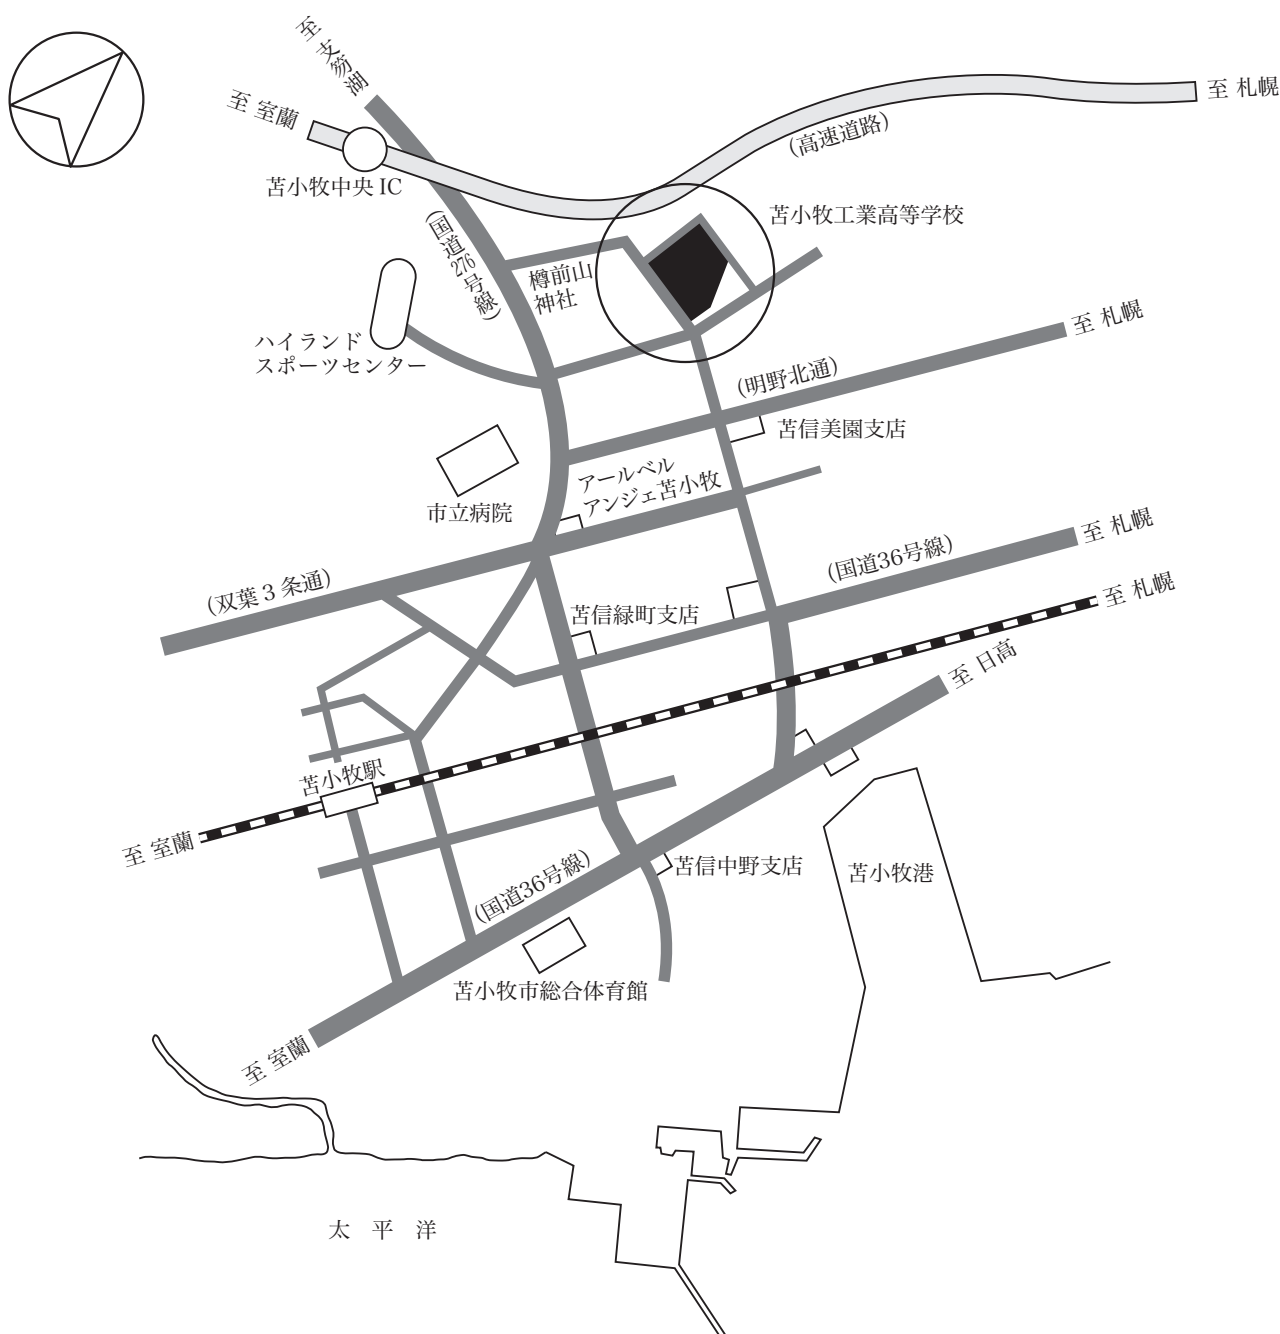 至 支笏湖
至 室蘭
至 札幌
(高速道路)
苫小牧中央 IC
苫小牧工業高等学校
(国道276号線)
樽前山
神社
ハイランド
スポーツセンター
至 札幌
(明野北通)
苫信美園支店
アールベル
アンジェ苫小牧
市立病院
至 札幌
(国道36号線)
(双葉３条通)
至 札幌
苫信緑町支店
至 日高
苫小牧駅
至 室蘭
(国道36号線)
苫信中野支店
苫小牧港
苫小牧市総合体育館
至 室蘭
太 平 洋